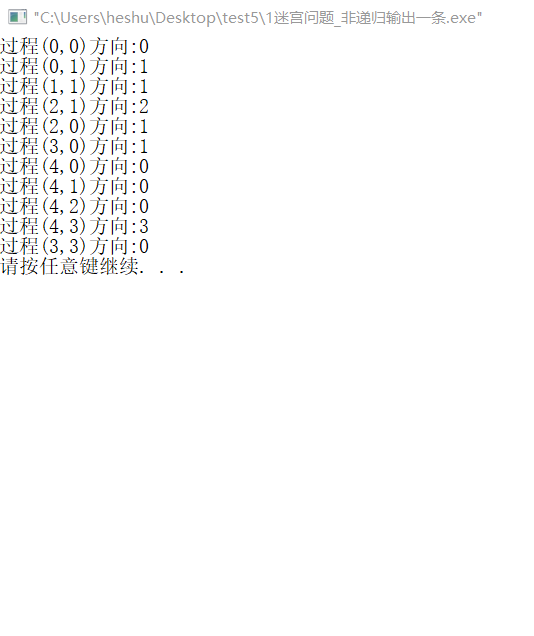 "C:\Users\heshu\Desktop\test5\1迷宫问题_非递归输出一条.exe"
过程(0,0)方向:0
过程(0,1)方向:1
过程(1,1)方向:1
过程(2,1)方向:2
过程(2,0)方向:1
过程(3,0)方向:1
过程(4,0)方向:0
过程(4,1)方向:0
过程(4,2)方向:0
过程(4,3)方向:3
过程(3,3)方向:0
请按任意键继续. . .